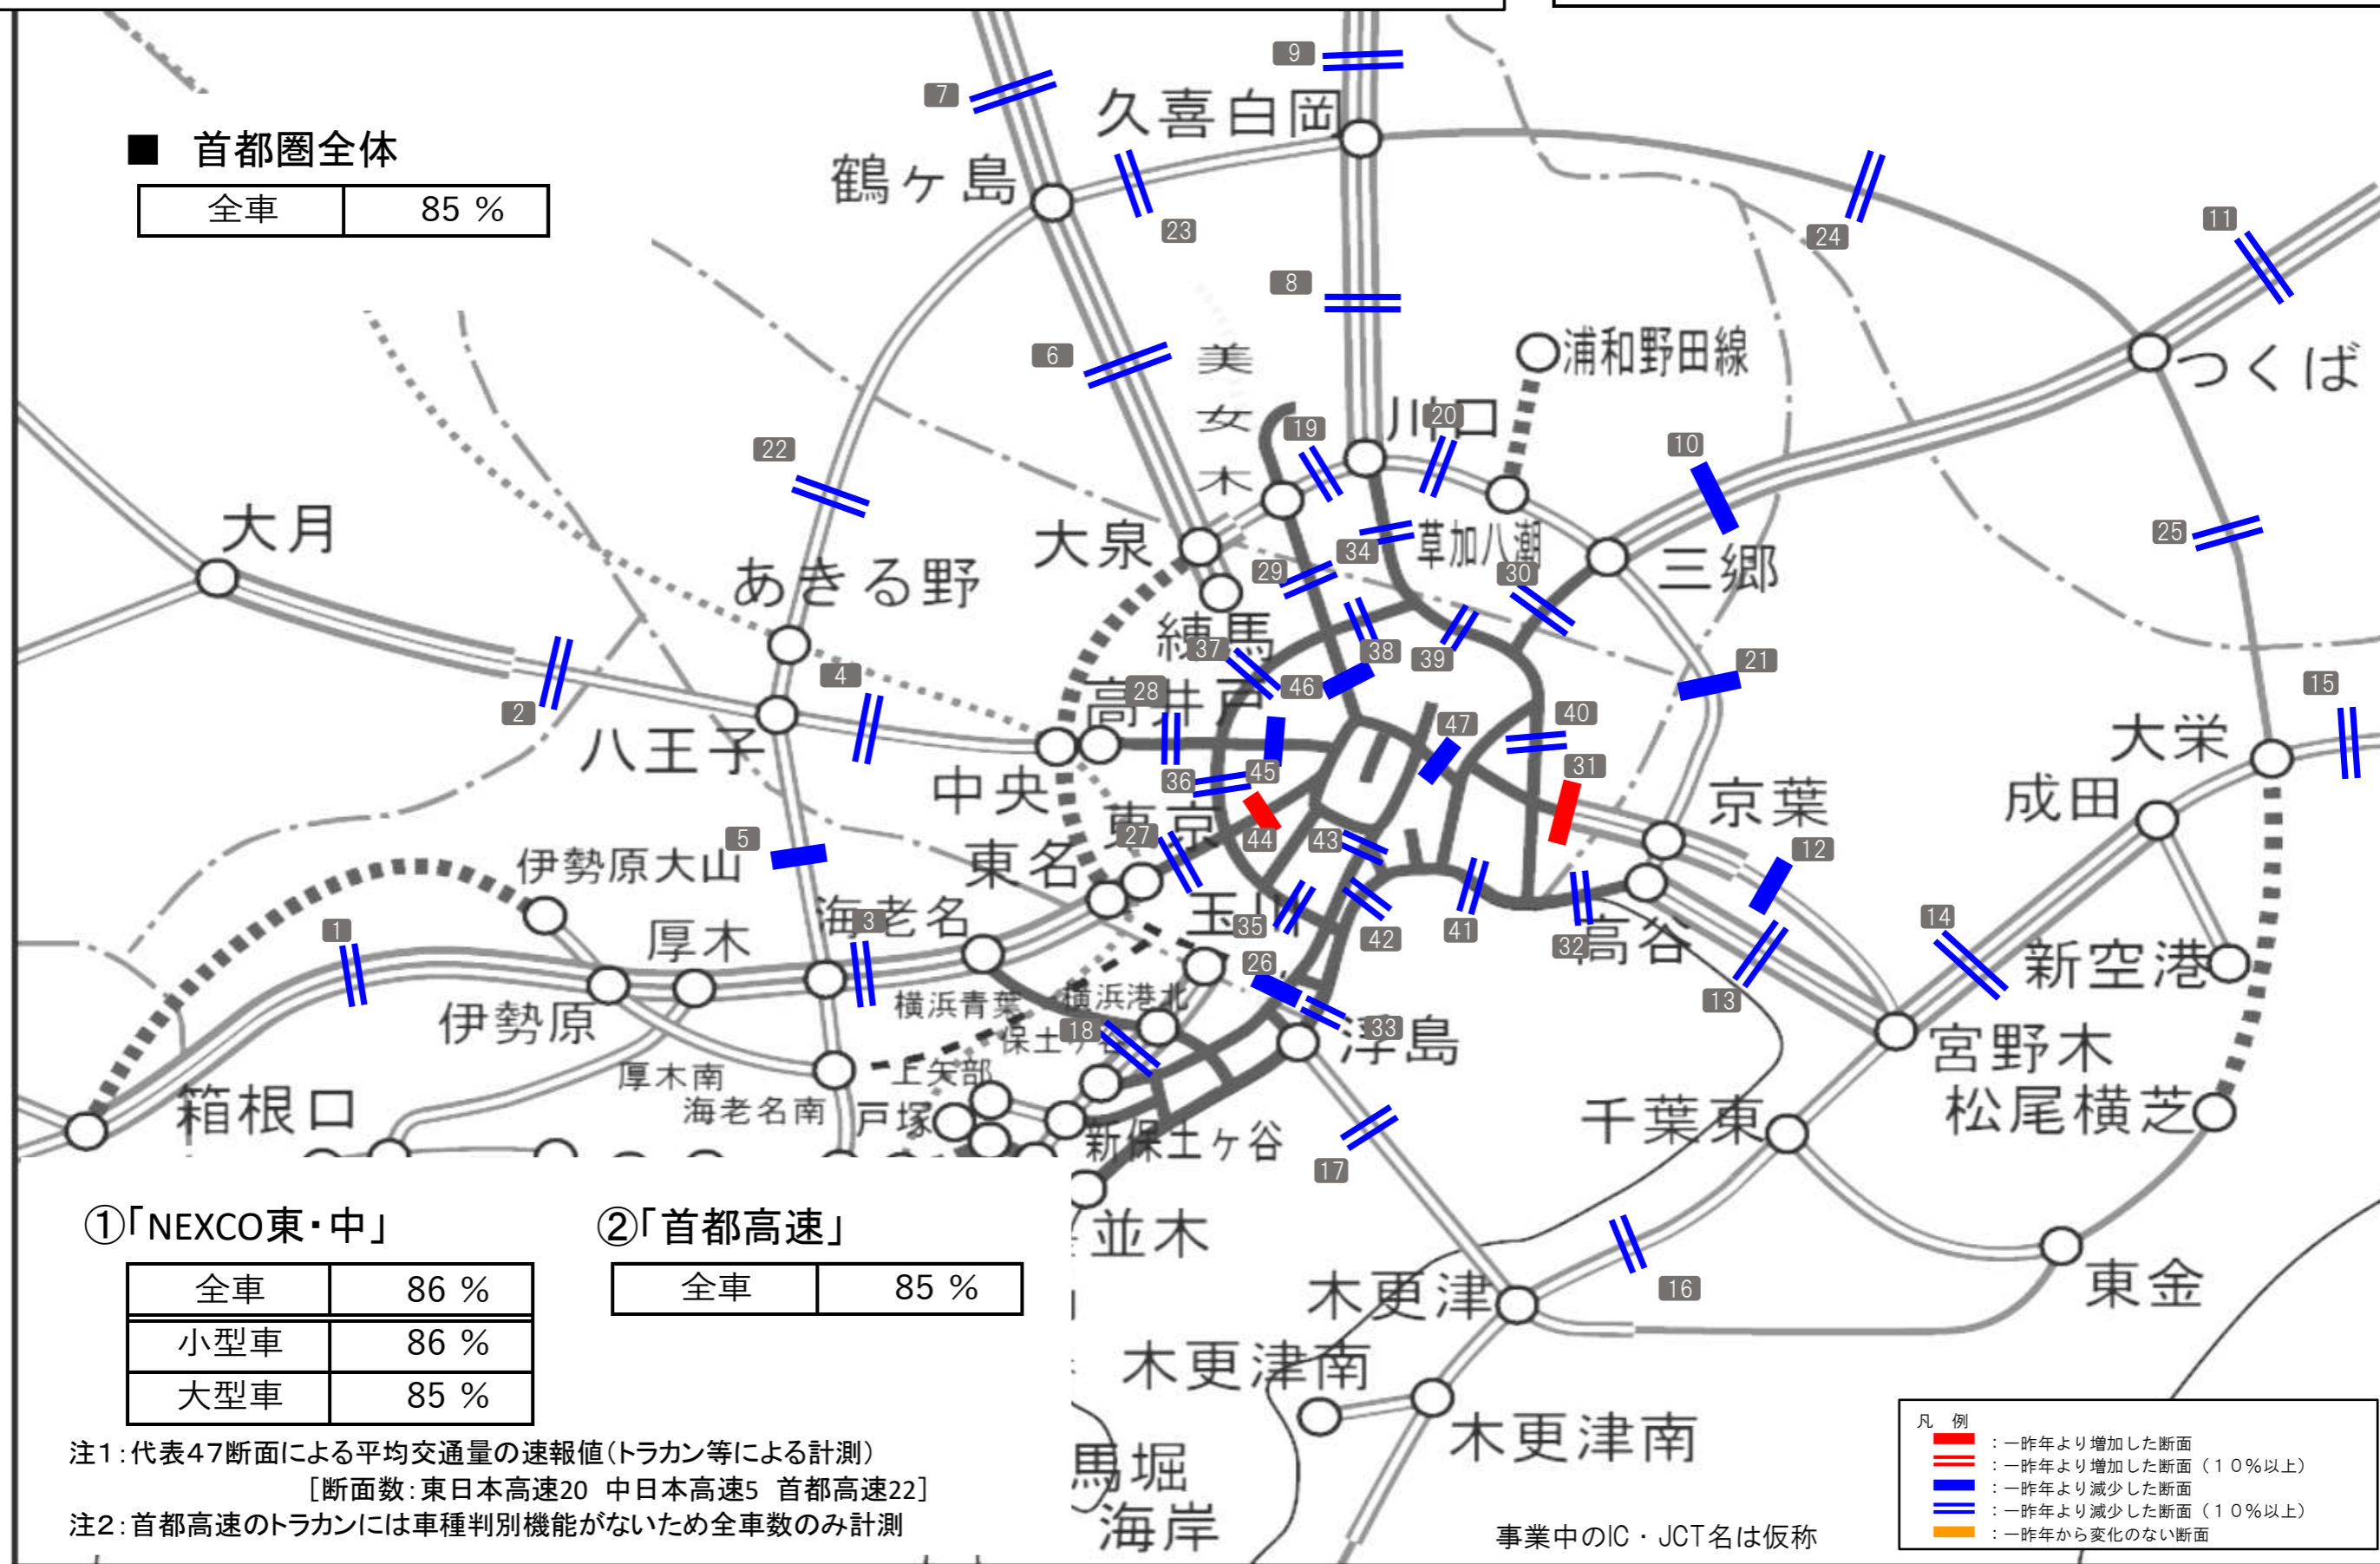 ■ 首都圏全体
全車 85 %
9
7
久喜白岡
鶴ヶ島
23
24
11
8
6
美女木
浦和野田線
つくば
川口
19
20
10
22
大月
大泉
34
草加八潮
25
あきる野
29
30
三郷
練馬
37
38
39
21
4
高井戸
28
46
2
15
47
40
大栄
八王子
36
45
31
中央
成田
京葉
東京
5
27
44
43
12
伊勢原大山
東名
3
海老名
玉川
1
厚木
35
42
41
32
高谷
14
新空港
26
伊勢原
横浜青葉
横浜港北
13
18
保土ヶ谷
33
浮島
宮野木
厚木南
上矢部
箱根口
海老名南
戸塚
千葉東
松尾横芝
新保土ヶ谷
17
①「NEXCO東・中」
②「首都高速」
並木
全車 86 %
全車 85 %
小型車 86 %
大型車 85 %
16
木更津
東金
木更津南
木更津南
馬堀
海岸
注1:代表47断面による平均交通量の速報値(トラカン等による計測)
[断面数:東日本高速20 中日本高速5 首都高速22]
注2:首都高速のトラカンには車種判別機能がないため全車数のみ計測
事業中のIC・JCT名は仮称
凡 例
:一昨年より増加した断面
:一昨年より増加した断面(10%以上)
:一昨年より減少した断面
:一昨年より減少した断面(10%以上)
:一昨年から変化のない断面